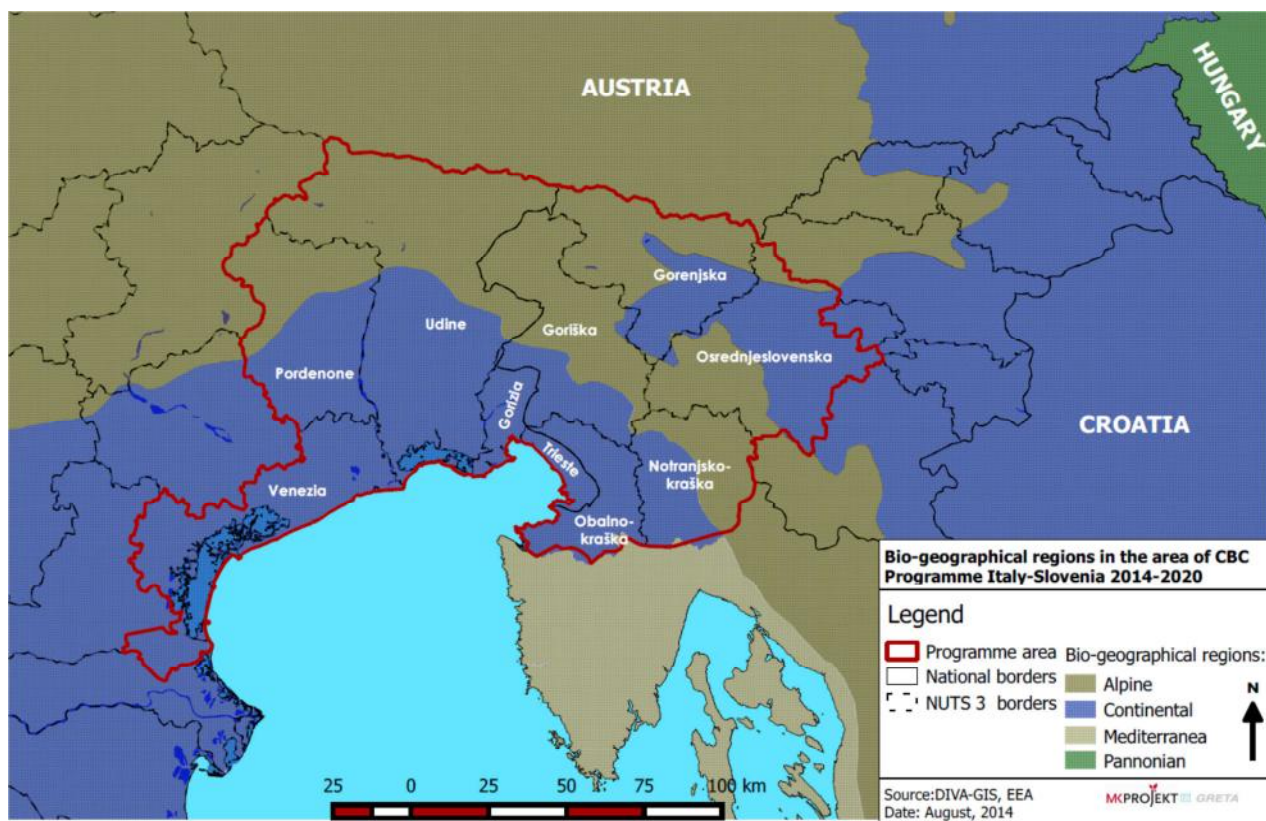 AUSTRIA
HUNGARY
Gorenjska
Udine
Goriška
Osrednjeslovenska
Pordenone
Gorizia
CROATIA
Trieste
Notranjsko-
kraška
Venezia
Obalno-
kraška
Bio-geographical regions in the area of CBC
Programme Italy-Slovenia 2014-2020
Legend
Programme area
National borders
NUTS 3 borders
Bio-geographical regions:
Alpine
Continental
Mediterranea
Pannonian
N
25 0 25 50 75 100 km
Source:DIVA-GIS, EEA
Date: August, 2014
MKPROJEKT GRETA